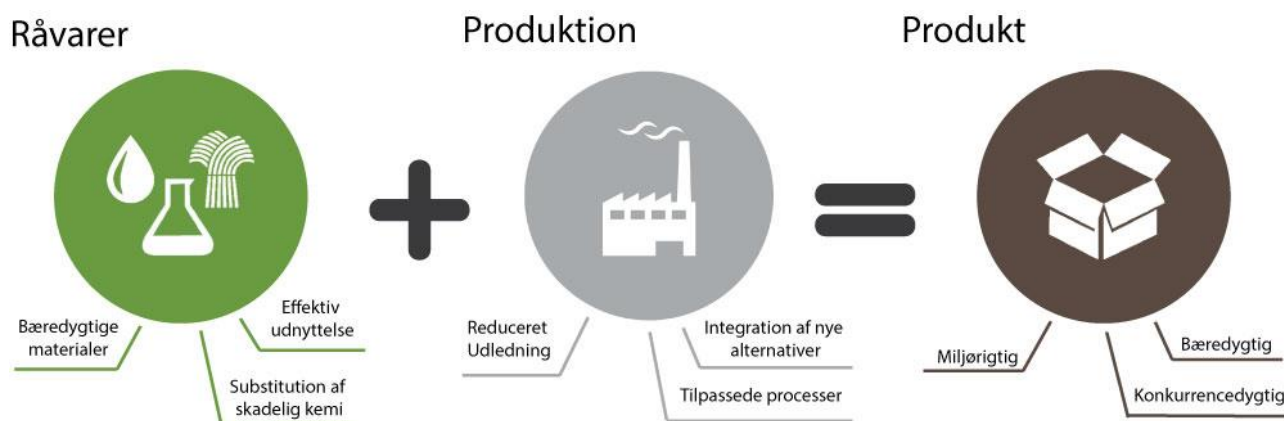 Råvarer
Bæredygtige
materialer
Effektiv
udnyttelse
Substitution af
skadelig kemi
Produktion
Reduceret
Udledning
Integration af nye
alternativer
Tilpassede processer
Produkt
Miljørigtig
Bæredygtig
Konkurrencedygtig